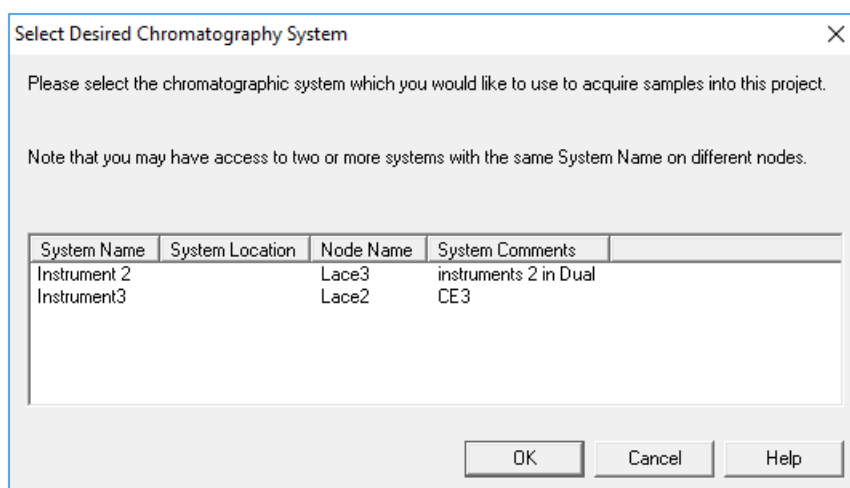 Select Desired Chromatography System
Please select the chromatographic system which you would like to use to acquire samples into this project.
Note that you may have access to two or more systems with the same System Name on different nodes.
System Name System Location Node Name System Comments
Instrument 2 Lace3 instruments 2 in Dual
Instrument3 Lace2 CE3
OK Cancel Help